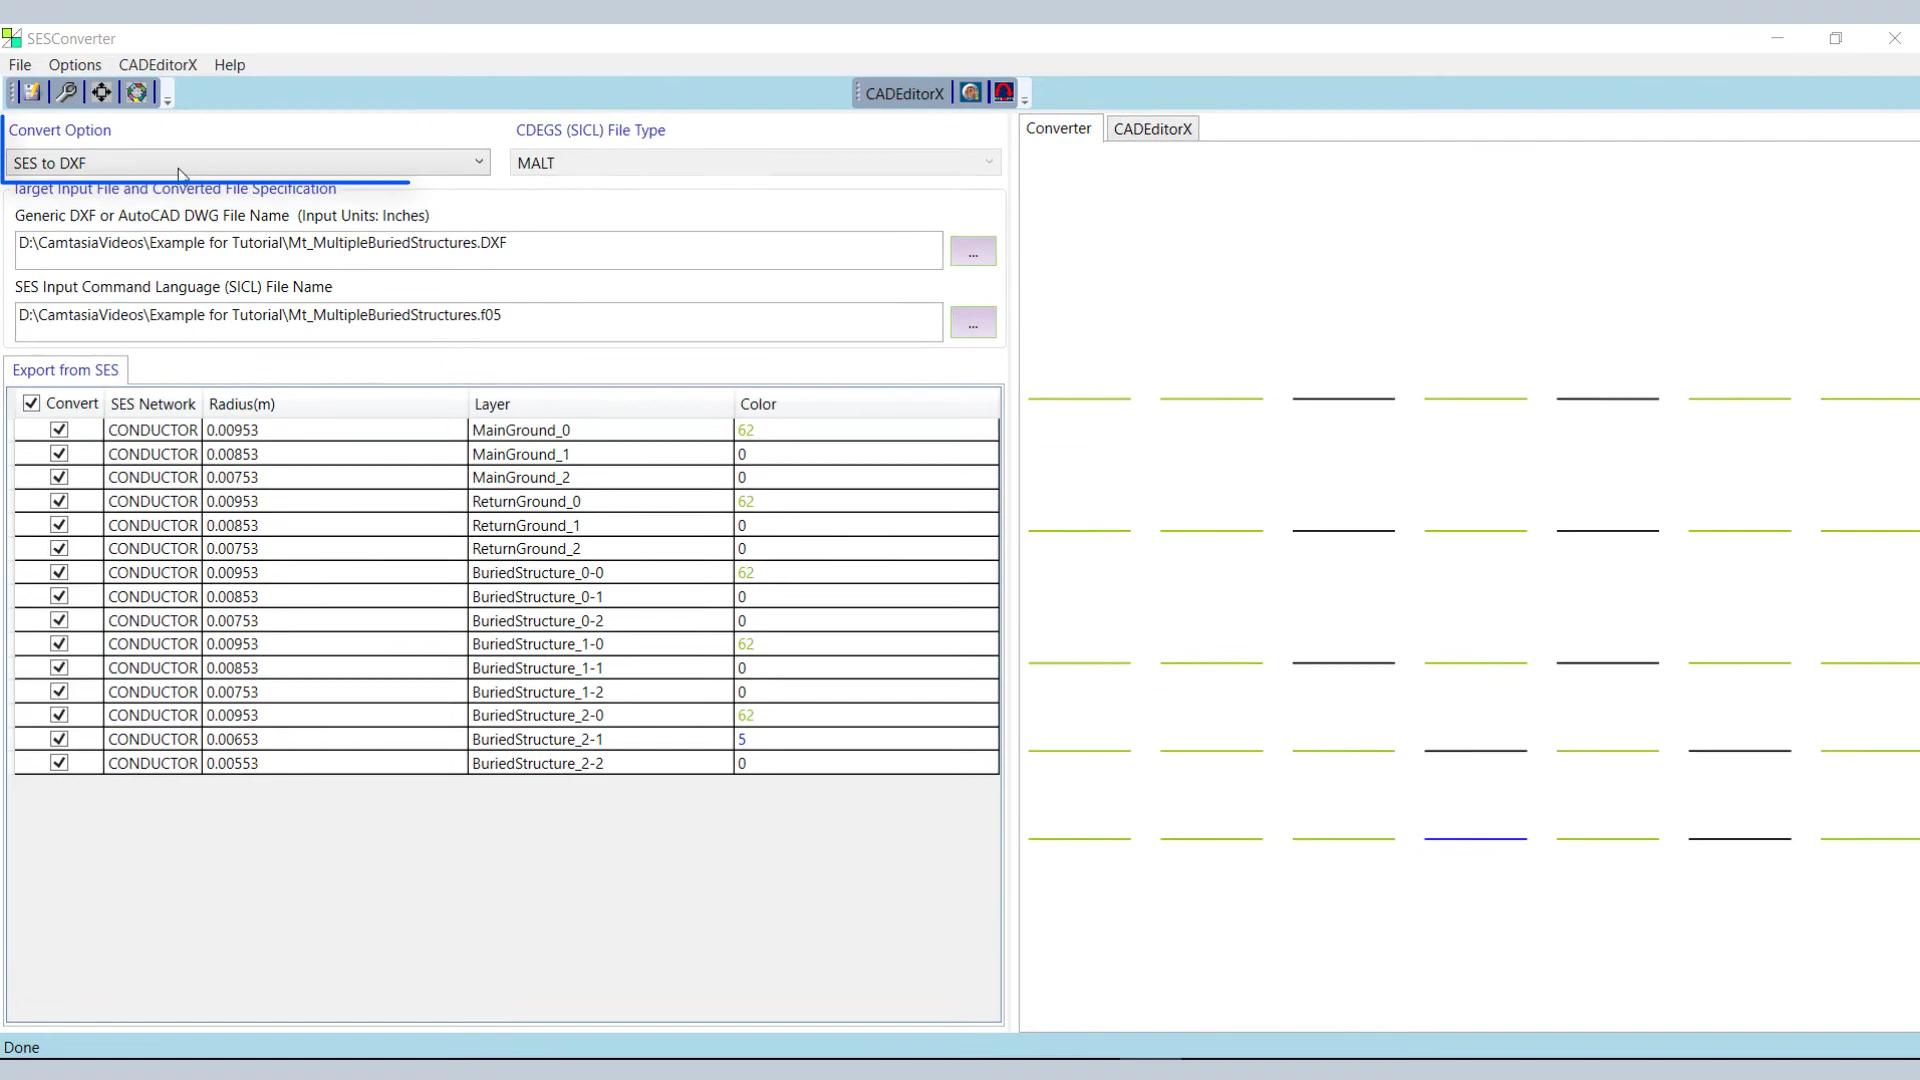 SESConverter
File Options CADEditorX Help
CADEditorX
Convert Option CDEGS (SICL) File Type
SES to DXF MALT
Target Input File and Converted File Specification
Generic DXF or AutoCAD DWG File Name (Input Units: Inches)
D:\CamtasiaVideos\Example for Tutorial\Mt_MultipleBuriedStructures.DXF
...
SES Input Command Language (SICL) File Name
D:\CamtasiaVideos\Example for Tutorial\Mt_MultipleBuriedStructures.f05
...
Export from SES
Convert SES Network Radius(m) Layer Color
CONDUCTOR 0.00953 MainGround_0 62
CONDUCTOR 0.00853 MainGround_1 0
CONDUCTOR 0.00753 MainGround_2 0
CONDUCTOR 0.00953 ReturnGround_0 62
CONDUCTOR 0.00853 ReturnGround_1 0
CONDUCTOR 0.00753 ReturnGround_2 0
CONDUCTOR 0.00953 BuriedStructure_0-0 62
CONDUCTOR 0.00853 BuriedStructure_0-1 0
CONDUCTOR 0.00753 BuriedStructure_0-2 0
CONDUCTOR 0.00953 BuriedStructure_1-0 62
CONDUCTOR 0.00853 BuriedStructure_1-1 0
CONDUCTOR 0.00753 BuriedStructure_1-2 0
CONDUCTOR 0.00953 BuriedStructure_2-0 62
CONDUCTOR 0.00653 BuriedStructure_2-1 5
CONDUCTOR 0.00553 BuriedStructure_2-2 0
Converter CADEditorX
Done